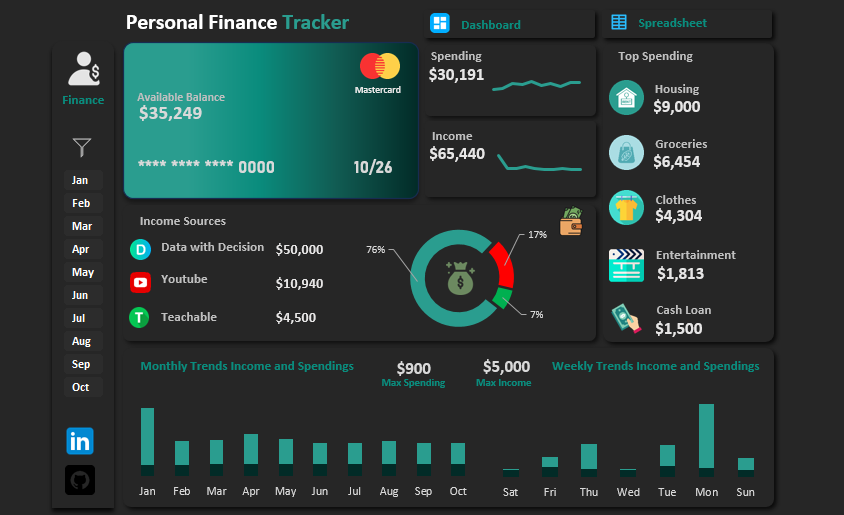 Personal Finance Tracker
Dashboard
Spreadsheet
Finance
Jan
Feb
Mar
Apr
May
Jun
Jul
Aug
Sep
Oct
in
Available Balance
$35,249
**** **** **** 0000
10/26
Mastercard
Spending
$30,191
Income
$65,440
Top Spending
Housing
$9,000
Groceries
$6,454
Clothes
$4,304
Entertainment
$1,813
Cash Loan
$1,500
Income Sources
D Data with Decision $50,000
Youtube $10,940
T Teachable $4,500
76%
17%
7%
Monthly Trends Income and Spendings
$900
Max Spending
$5,000
Max Income
Weekly Trends Income and Spendings
Jan Feb Mar Apr May Jun Jul Aug Sep Oct
Sat Fri Thu Wed Tue Mon Sun